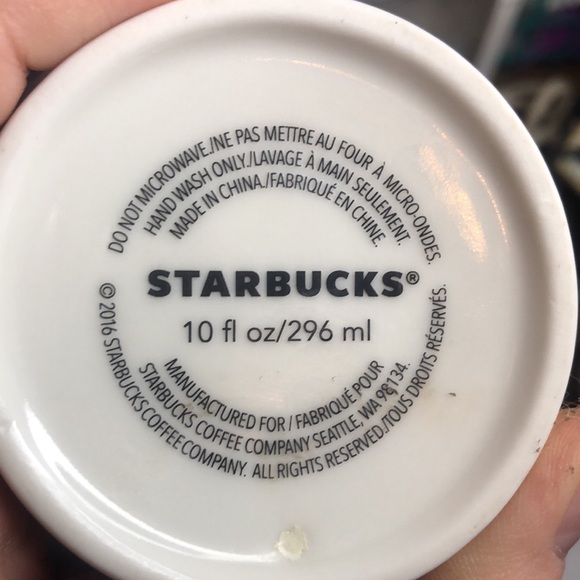 DO NOT MICROWAVE./NE PAS METTRE AU FOUR À MICRO-ONDES.
HAND WASH ONLY./LAVAGE À MAIN SEULEMENT.
MADE IN CHINA./FABRIQUÉ EN CHINE.
STARBUCKS®
10 fl oz/296 ml
MANUFACTURED FOR / FABRIQUÉ POUR
STARBUCKS COFFEE COMPANY SEATTLE, WA 98134.
© 2016 STARBUCKS COFFEE COMPANY. ALL RIGHTS RESERVED./TOUS DROITS RÉSERVÉS.